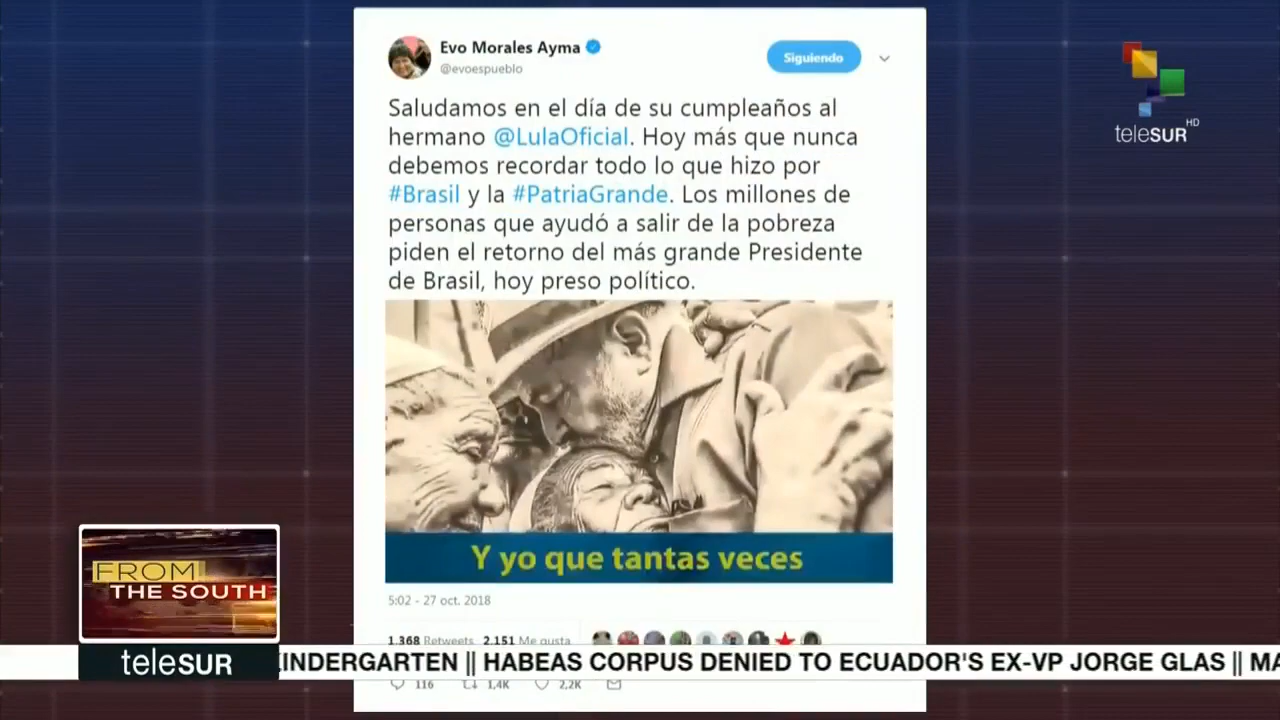 Evo Morales Ayma
@evoespueblo
Siguiendo
Saludamos en el día de su cumpleaños al
hermano @LulaOficial. Hoy más que nunca
debemos recordar todo lo que hizo por
#Brasil y la #PatriaGrande. Los millones de
personas que ayudó a salir de la pobreza
piden el retorno del más grande Presidente
de Brasil, hoy preso político.
Y yo que tantas veces
5:02 - 27 oct. 2018
1.368 Retweets 2.151 Me gusta
116 1,4K 2,2K
teleSUR HD
FROM
THE SOUTH
teleSUR
KINDERGARTEN || HABEAS CORPUS DENIED TO ECUADOR'S EX-VP JORGE GLAS ||